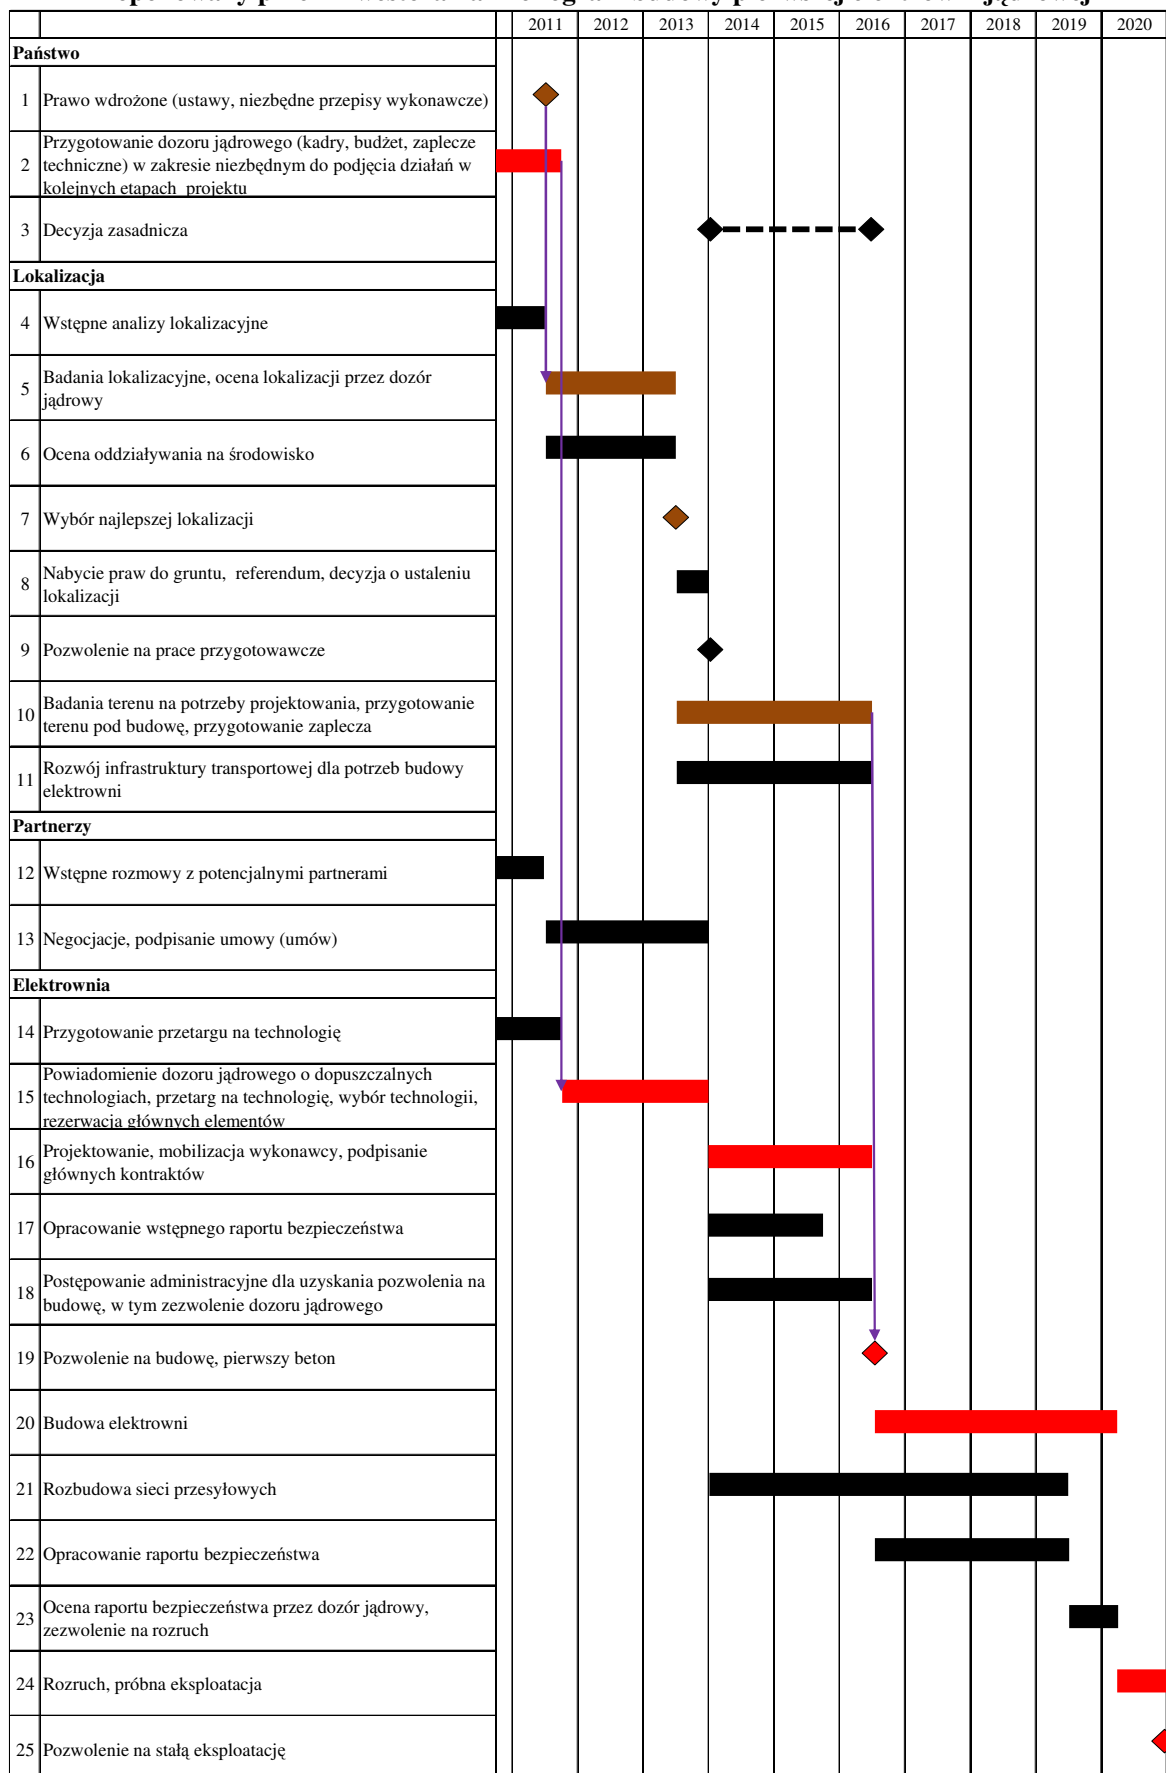 2011 2012 2013 2014 2015 2016 2017 2018 2019 2020
Państwo
1 Prawo wdrożone (ustawy, niezbędne przepisy wykonawcze)
Przygotowanie dozoru jądrowego (kadry, budżet, zaplecze
2 techniczne) w zakresie niezbędnym do podjęcia działań w
kolejnych etapach projektu
3 Decyzja zasadnicza
Lokalizacja
4 Wstępne analizy lokalizacyjne
5 Badania lokalizacyjne, ocena lokalizacji przez dozór
jądrowy
6 Ocena oddziaływania na środowisko
7 Wybór najlepszej lokalizacji
8 Nabycie praw do gruntu, referendum, decyzja o ustaleniu
lokalizacji
9 Pozwolenie na prace przygotowawcze
10 Badania terenu na potrzeby projektowania, przygotowanie
terenu pod budowę, przygotowanie zaplecza
11 Rozwój infrastruktury transportowej dla potrzeb budowy
elektrowni
Partnerzy
12 Wstępne rozmowy z potencjalnymi partnerami
13 Negocjacje, podpisanie umowy (umów)
Elektrownia
14 Przygotowanie przetargu na technologię
Powiadomienie dozoru jądrowego o dopuszczalnych
15 technologiach, przetarg na technologię, wybór technologii,
rezerwacja głównych elementów
16 Projektowanie, mobilizacja wykonawcy, podpisanie
głównych kontraktów
17 Opracowanie wstępnego raportu bezpieczeństwa
18 Postępowanie administracyjne dla uzyskania pozwolenia na
budowę, w tym zezwolenie dozoru jądrowego
19 Pozwolenie na budowę, pierwszy beton
20 Budowa elektrowni
21 Rozbudowa sieci przesyłowych
22 Opracowanie raportu bezpieczeństwa
23 Ocena raportu bezpieczeństwa przez dozór jądrowy,
zezwolenie na rozruch
24 Rozruch, próbna eksploatacja
25 Pozwolenie na stałą eksploatację